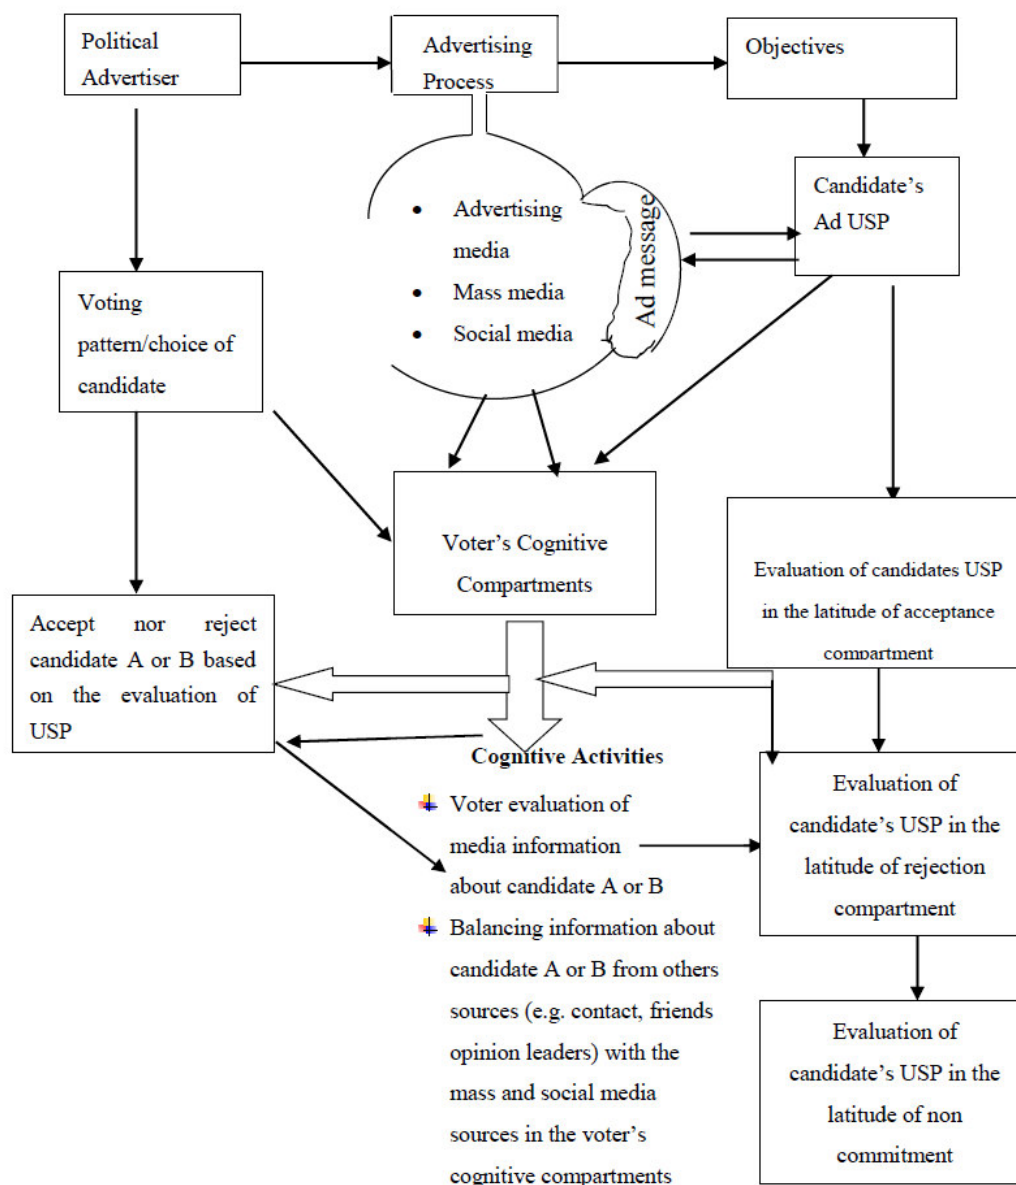 Political
Advertiser
Advertising
Process
Objectives
Candidate’s
Ad USP
• Advertising
media
• Mass media
• Social media
Ad message
Voting
pattern/choice of
candidate
Voter’s Cognitive
Compartments
Evaluation of candidates USP
in the latitude of acceptance
compartment
Accept nor reject
candidate A or B based
on the evaluation of
USP
Cognitive Activities
Voter evaluation of
media information
about candidate A or B
Balancing information about
candidate A or B from others
sources (e.g. contact, friends
opinion leaders) with the
mass and social media
sources in the voter’s
cognitive compartments
Evaluation of
candidate’s USP in the
latitude of rejection
compartment
Evaluation of
candidate’s USP in the
latitude of non
commitment